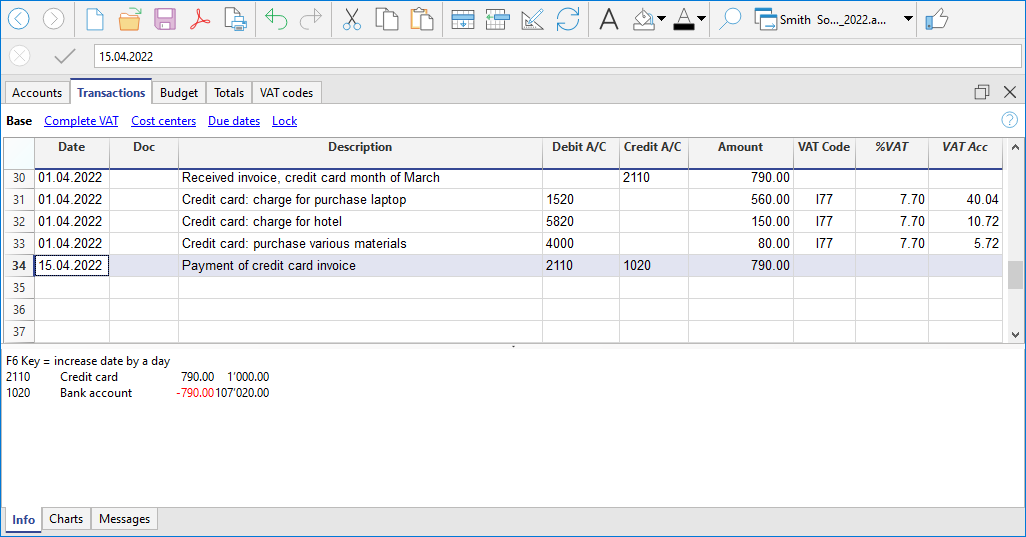 Smith So..._2022.a...
15.04.2022
Accounts Transactions Budget Totals VAT codes
Base Complete VAT Cost centers Due dates Lock
Date Doc Description Debit A/C Credit A/C Amount VAT Code %VAT VAT Acc
30 01.04.2022 Received invoice, credit card month of March 2110 790.00
31 01.04.2022 Credit card: charge for purchase laptop 1520 560.00 I77 7.70 40.04
32 01.04.2022 Credit card: charge for hotel 5820 150.00 I77 7.70 10.72
33 01.04.2022 Credit card: purchase various materials 4000 80.00 I77 7.70 5.72
34 15.04.2022 Payment of credit card invoice 2110 1020 790.00
35
36
37
F6 Key = increase date by a day
2110 Credit card 790.00 1'000.00
1020 Bank account -790.00 107'020.00
Info Charts Messages